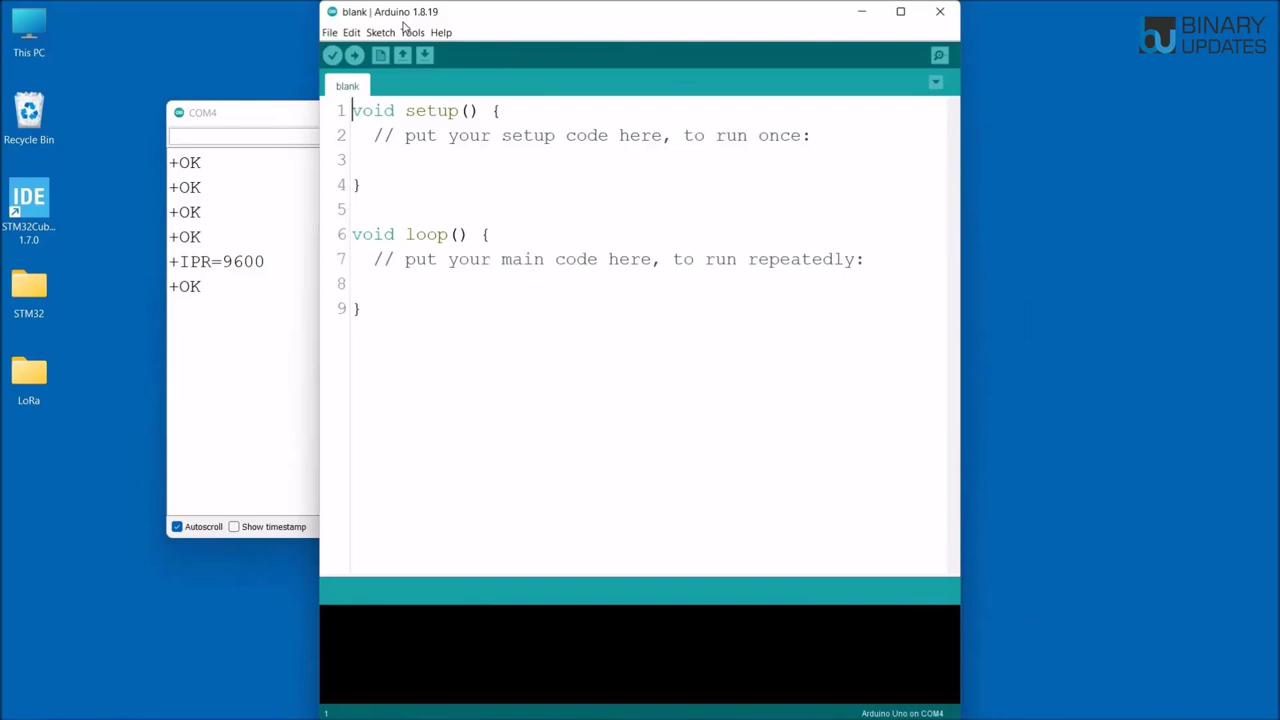 This PC
Recycle Bin
IDE
STM32Cub...
1.7.0
STM32
LoRa
COM4
+OK
+OK
+OK
+OK
+IPR=9600
+OK
Autoscroll
Show timestamp
blank | Arduino 1.8.19
File Edit Sketch Tools Help
blank
1 void setup() {
2 // put your setup code here, to run once:
3
4 }
5
6 void loop() {
7 // put your main code here, to run repeatedly:
8
9 }
1
Arduino Uno on COM4
BINARY
UPDATES